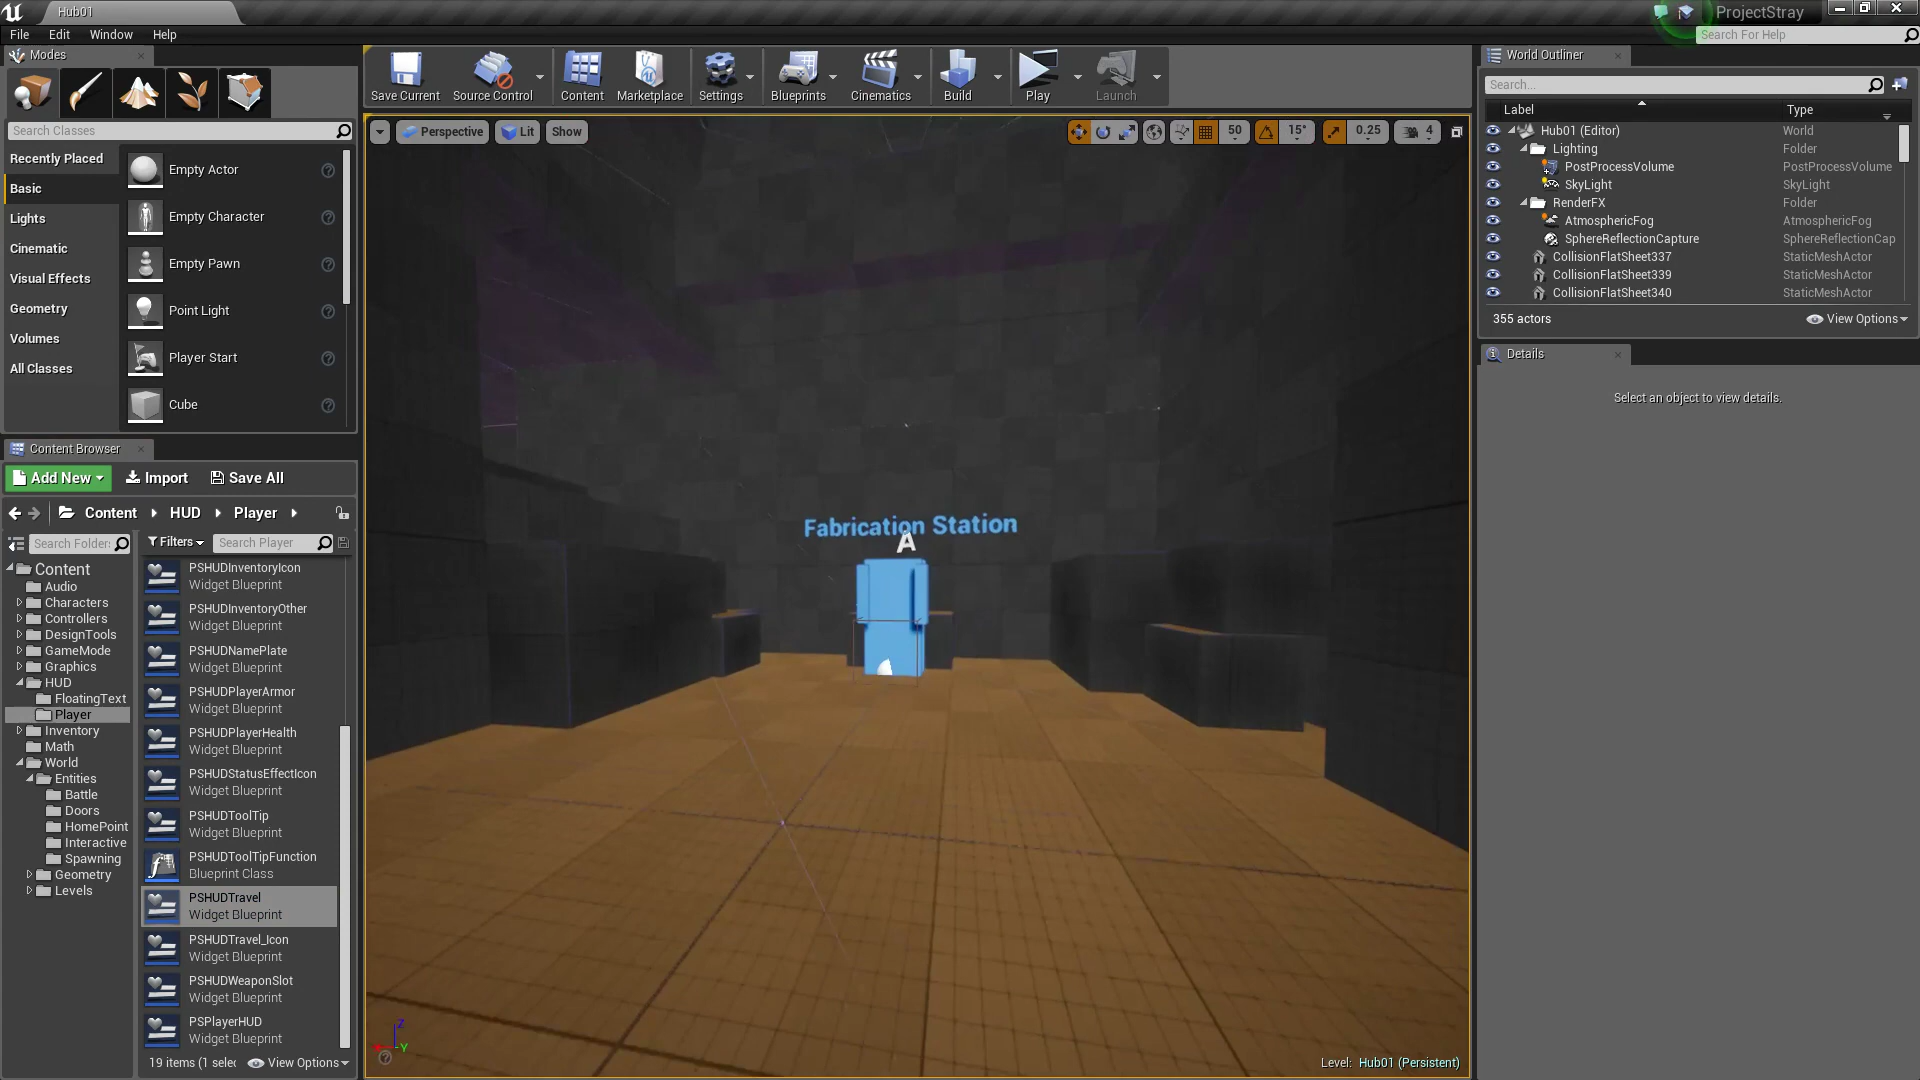 Hub01
ProjectStray
File Edit Window Help
Search For Help
Modes
Search Classes
Recently Placed
Basic
Lights
Cinematic
Visual Effects
Geometry
Volumes
All Classes
Empty Actor
Empty Character
Empty Pawn
Point Light
Player Start
Cube
Save Current
Source Control
Content
Marketplace
Settings
Blueprints
Cinematics
Build
Play
Launch
Perspective
Lit
Show
50
15°
0.25
4
Fabrication Station
Z
Y
Level: Hub01 (Persistent)
Content Browser
Add New
Import
Save All
Content
HUD
Player
Filters
Search Player
Content
Audio
Characters
Controllers
DesignTools
GameMode
Graphics
HUD
FloatingText
Player
Inventory
Math
World
Entities
Battle
Doors
HomePoint
Interactive
Spawning
Geometry
Levels
PSHUDInventoryIcon
Widget Blueprint
PSHUDInventoryOther
Widget Blueprint
PSHUDNamePlate
Widget Blueprint
PSHUDPlayerArmor
Widget Blueprint
PSHUDPlayerHealth
Widget Blueprint
PSHUDStatusEffectIcon
Widget Blueprint
PSHUDToolTip
Widget Blueprint
PSHUDToolTipFunction
Blueprint Class
PSHUDTravel
Widget Blueprint
PSHUDTravel_Icon
Widget Blueprint
PSHUDWeaponSlot
Widget Blueprint
PSPlayerHUD
Widget Blueprint
19 items (1 selec
View Options
World Outliner
Search...
Label Type
Hub01 (Editor) World
Lighting Folder
PostProcessVolume PostProcessVolume
SkyLight SkyLight
RenderFX Folder
AtmosphericFog AtmosphericFog
SphereReflectionCapture SphereReflectionCap
CollisionFlatSheet337 StaticMeshActor
CollisionFlatSheet339 StaticMeshActor
CollisionFlatSheet340 StaticMeshActor
355 actors
View Options
Details
Select an object to view details.